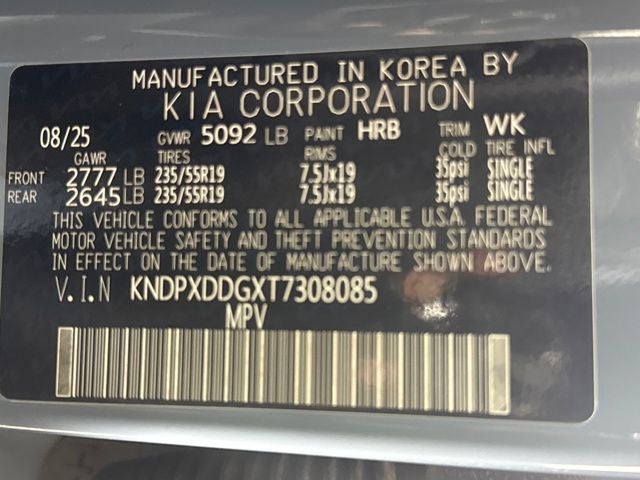 MANUFACTURED IN KOREA BY
KIA CORPORATION
08/25 GVWR 5092 LB PAINT HRB TRIM WK
GAWR TIRES RIMS COLD TIRE INFL
FRONT 2777 LB 235/55R19 7.5Jx19 35psi SINGLE
REAR 2645 LB 235/55R19 7.5Jx19 35psi SINGLE
THIS VEHICLE CONFORMS TO ALL APPLICABLE U.S.A. FEDERAL
MOTOR VEHICLE SAFETY AND THEFT PREVENTION STANDARDS
IN EFFECT ON THE DATE OF MANUFACTURE SHOWN ABOVE.
V.I.N KNDPXDDGXT7308085
MPV